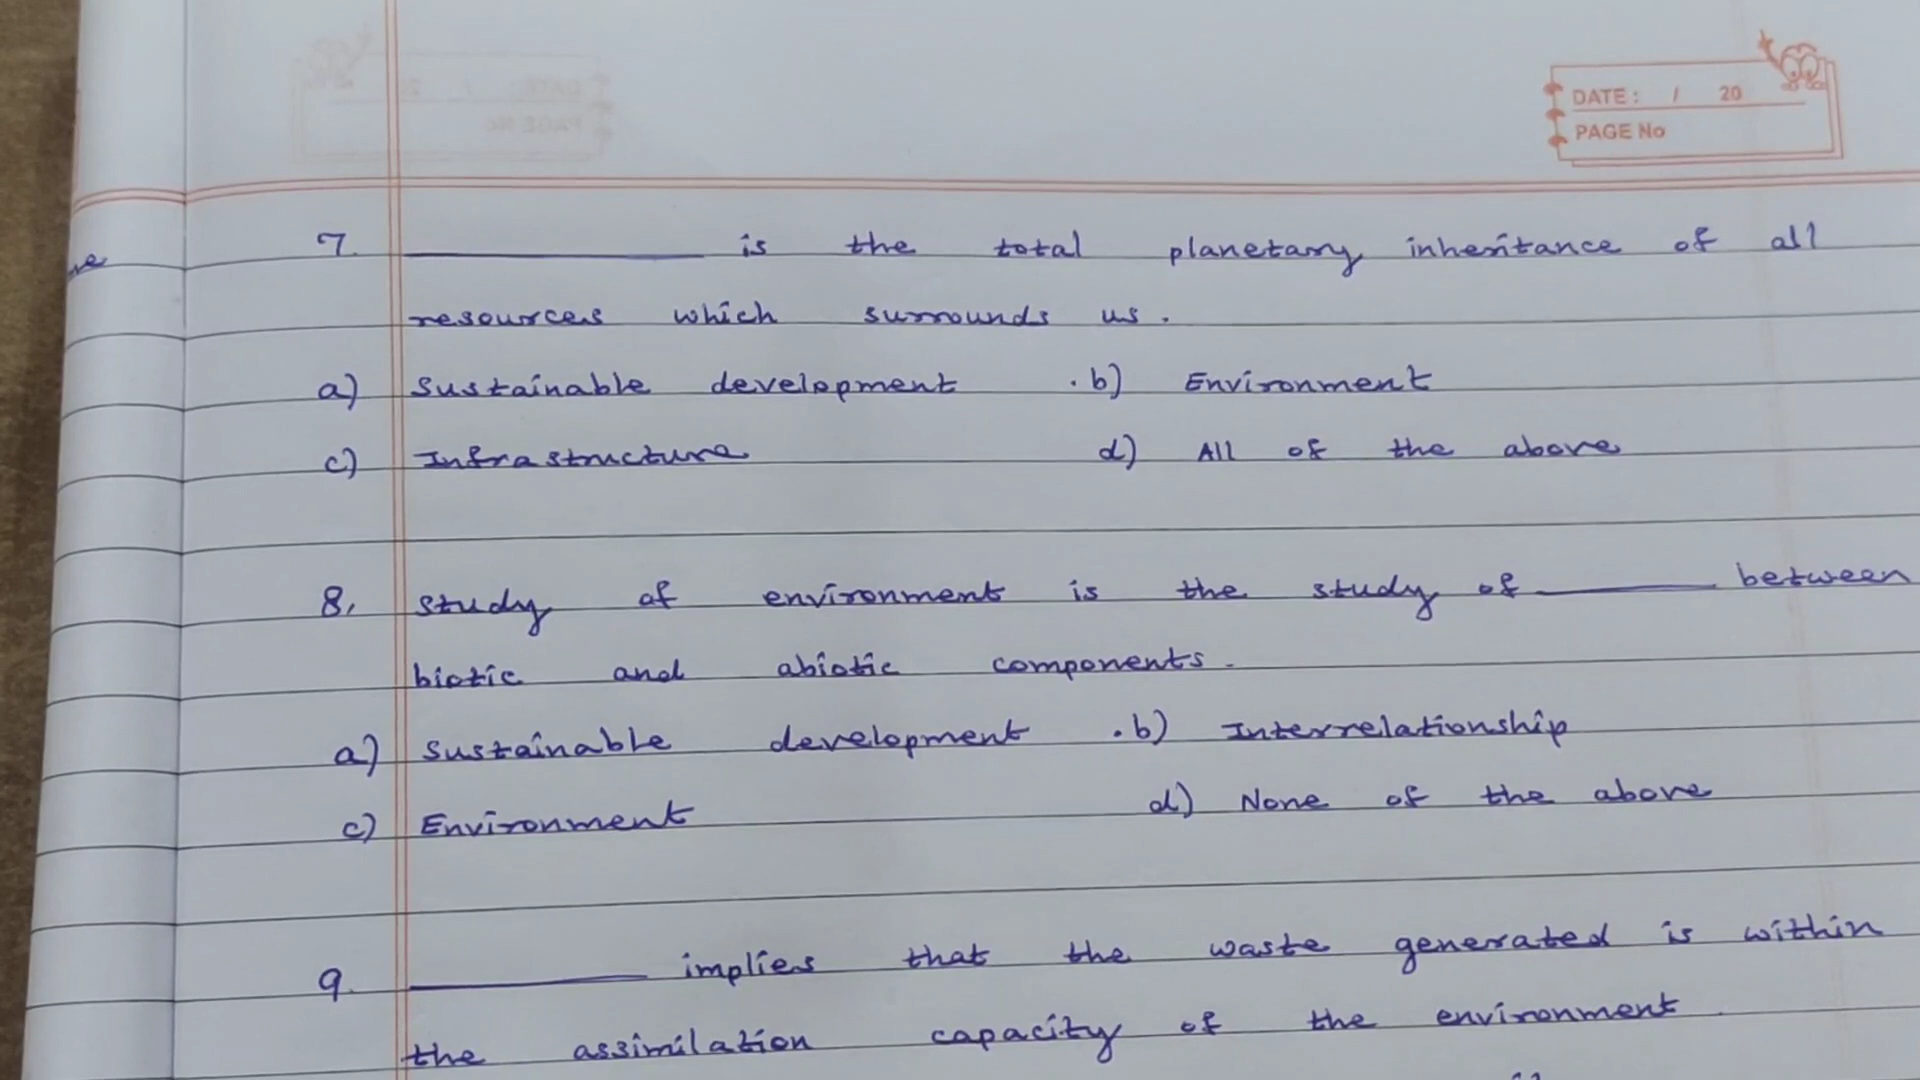 DATE: / 20
PAGE No
7. ____________ is the total planetary inheritance of all
resources which surrounds us.
a) Sustainable development .b) Environment
c) Infrastructure d) All of the above
8. Study of environment is the study of ________ between
biotic and abiotic components.
a) Sustainable development .b) Interrelationship
c) Environment d) None of the above
9. __________ implies that the waste generated is within
the assimilation capacity of the environment.